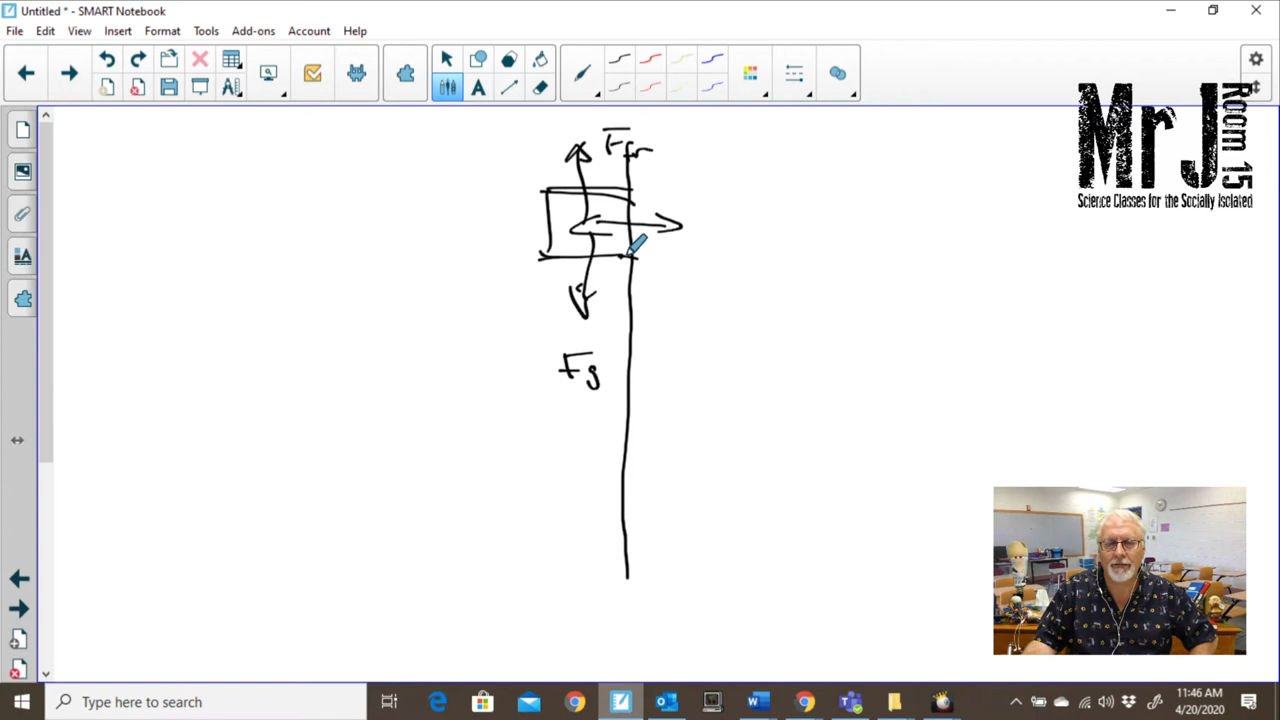 Untitled * - SMART Notebook
File Edit View Insert Format Tools Add-ons Account Help
Mr J
Room 15
Science Classes for the Socially Isolated
Ffr
Fg
Type here to search
11:46 AM
4/20/2020